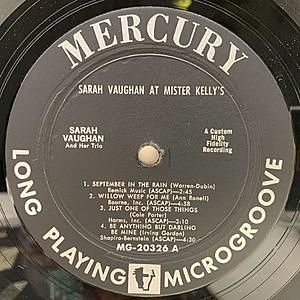 MERCURY
SARAH VAUGHAN AT MISTER KELLY'S
SARAH
VAUGHAN
And Her Trio
A Custom
High
Fidelity
Recording
1. SEPTEMBER IN THE RAIN (Warren-Dubin)
Remick Music (ASCAP)—2:45
2. WILLOW WEEP FOR ME (Ann Ronell)
Bourne, Inc. (ASCAP)—4:58
3. JUST ONE OF THOSE THINGS
(Cole Porter)
Harms, Inc. (ASCAP)—3:10
4. BE ANYTHING BUT DARLING
BE MINE (Irving Gordon)
Shapiro-Bernstein (ASCAP)—4:30
MG-20326 A
LONG PLAYING MICROGROOVE